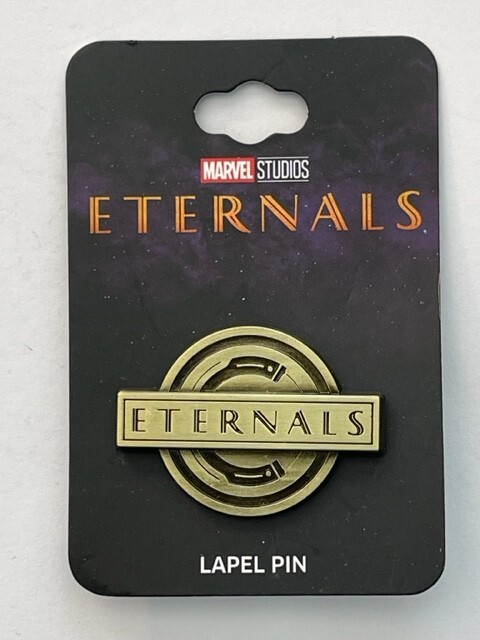 MARVEL STUDIOS
ETERNALS
ETERNALS
LAPEL PIN